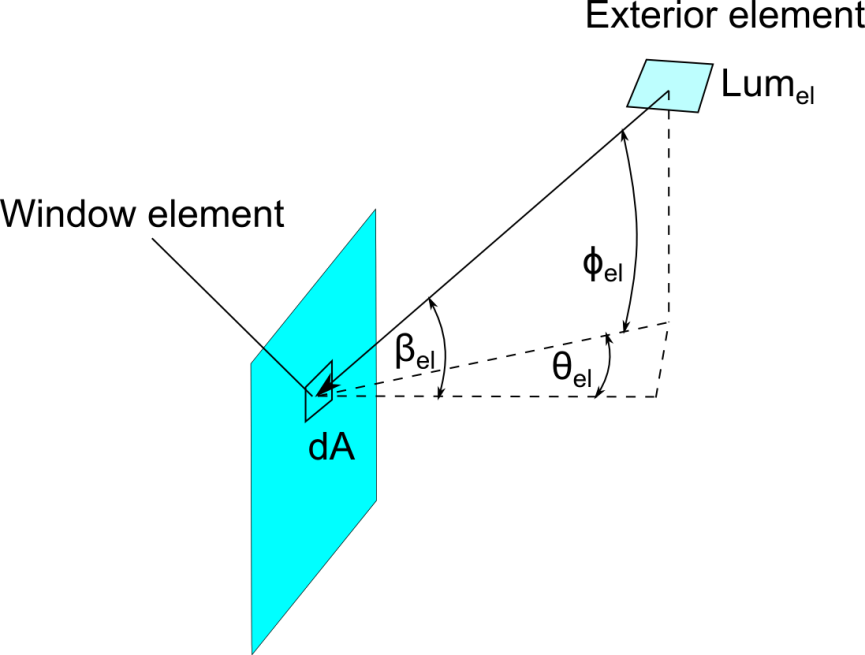 Exterior element
Lumel
Window element
ϕel
βel
θel
dA